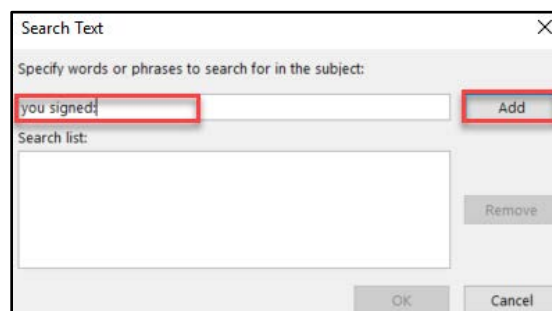 Search Text
Specify words or phrases to search for in the subject:
you signed:
Add
Search list:
Remove
OK
Cancel